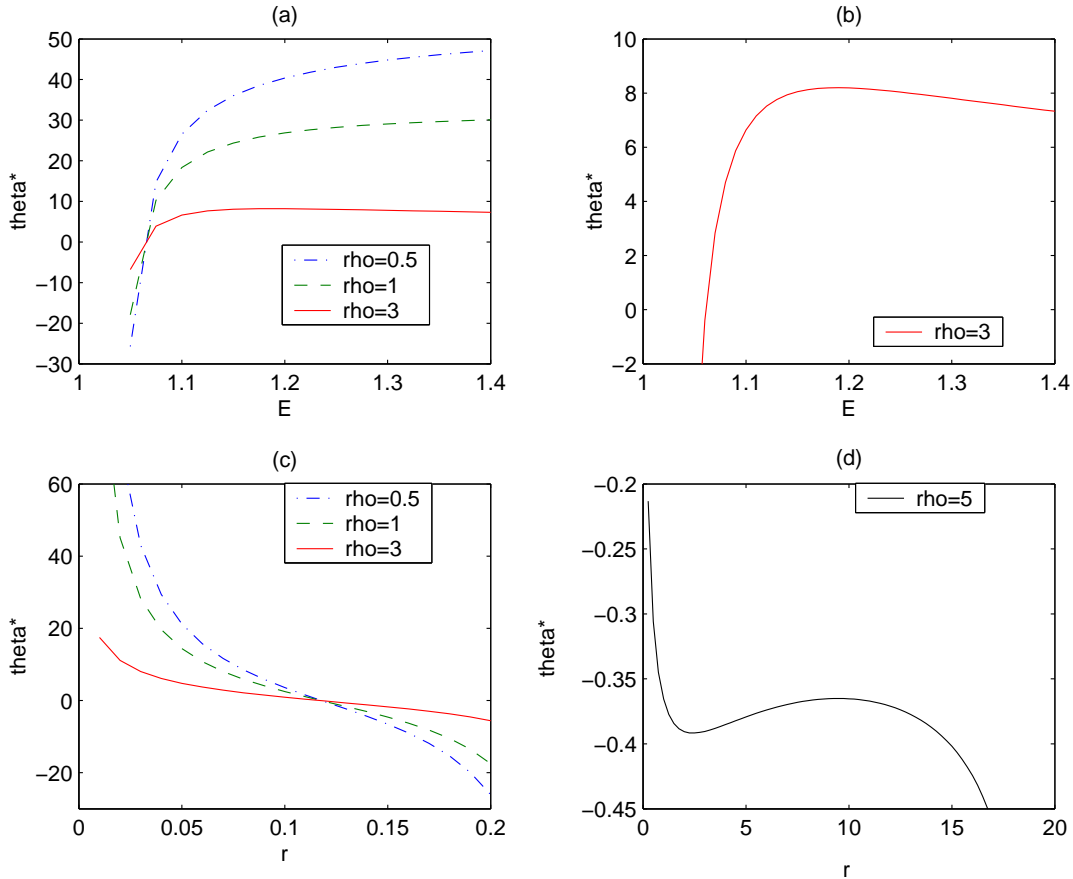 (a)
50
40
30
20
10
0
−10
−20
−30
theta*
1
1.1
1.2
1.3
1.4
E
rho=0.5
rho=1
rho=3
(b)
10
8
6
4
2
0
−2
theta*
1
1.1
1.2
1.3
1.4
E
rho=3
(c)
60
40
20
0
−20
theta*
0
0.05
0.1
0.15
0.2
r
rho=0.5
rho=1
rho=3
(d)
−0.2
−0.25
−0.3
−0.35
−0.4
−0.45
theta*
0
5
10
15
20
r
rho=5